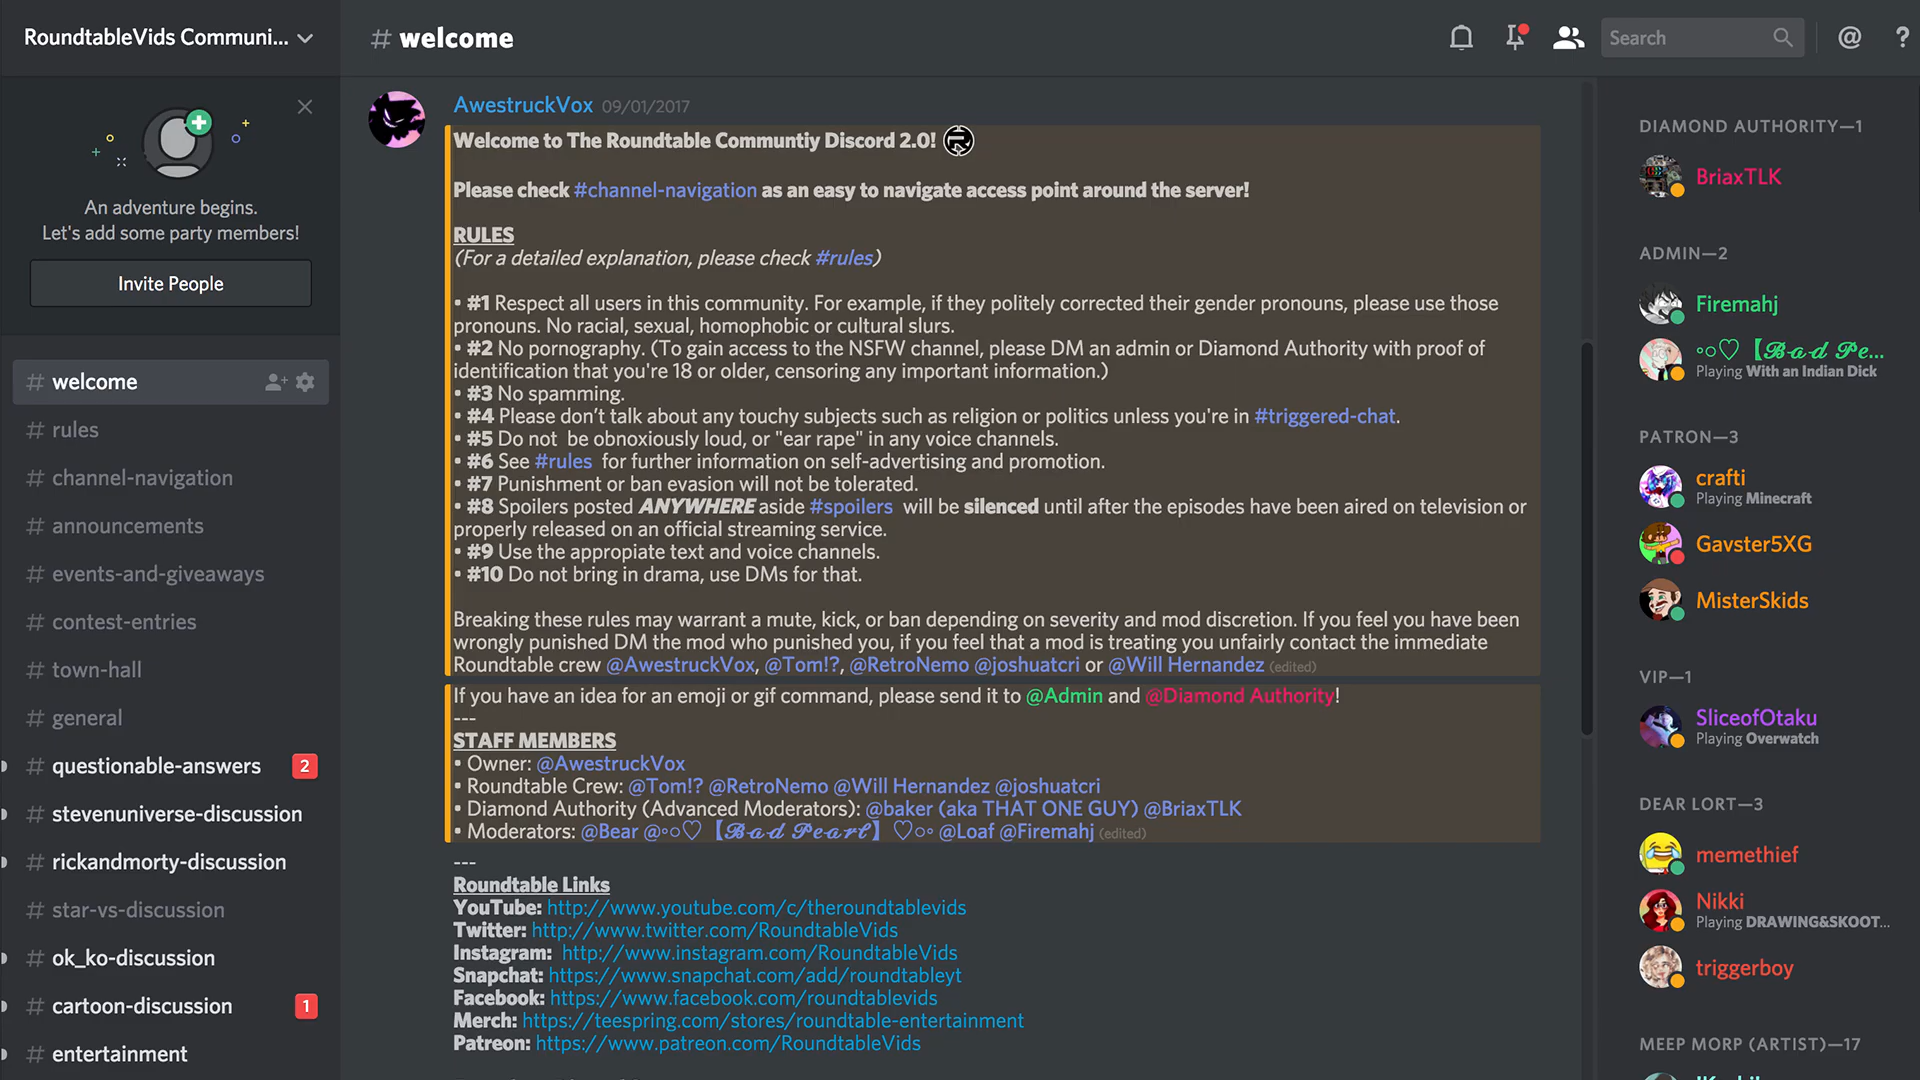 RoundtableVids Communi...
# welcome
Search
@
?
An adventure begins.
Let's add some party members!
Invite People
# welcome
# rules
# channel-navigation
# announcements
# events-and-giveaways
# contest-entries
# town-hall
# general
# questionable-answers 2
# stevenuniverse-discussion
# rickandmorty-discussion
# star-vs-discussion
# ok_ko-discussion
# cartoon-discussion 1
# entertainment
AwestruckVox 09/01/2017
Welcome to The Roundtable Communtiy Discord 2.0!
Please check #channel-navigation as an easy to navigate access point around the server!
RULES
(For a detailed explanation, please check #rules)
• #1 Respect all users in this community. For example, if they politely corrected their gender pronouns, please use those
pronouns. No racial, sexual, homophobic or cultural slurs.
• #2 No pornography. (To gain access to the NSFW channel, please DM an admin or Diamond Authority with proof of
identification that you're 18 or older, censoring any important information.)
• #3 No spamming.
• #4 Please don’t talk about any touchy subjects such as religion or politics unless you're in #triggered-chat.
• #5 Do not  be obnoxiously loud, or "ear rape" in any voice channels.
• #6 See #rules  for further information on self-advertising and promotion.
• #7 Punishment or ban evasion will not be tolerated.
• #8 Spoilers posted ANYWHERE aside #spoilers  will be silenced until after the episodes have been aired on television or
properly released on an official streaming service.
• #9 Use the appropiate text and voice channels.
• #10 Do not bring in drama, use DMs for that.
Breaking these rules may warrant a mute, kick, or ban depending on severity and mod discretion. If you feel you have been
wrongly punished DM the mod who punished you, if you feel that a mod is treating you unfairly contact the immediate
Roundtable crew @AwestruckVox, @Tom!?, @RetroNemo @joshuatcri or @Will Hernandez (edited)
If you have an idea for an emoji or gif command, please send it to @Admin and @Diamond Authority!
---
STAFF MEMBERS
• Owner: @AwestruckVox
• Roundtable Crew: @Tom!? @RetroNemo @Will Hernandez @joshuatcri
• Diamond Authority (Advanced Moderators): @baker (aka THAT ONE GUY) @BriaxTLK
• Moderators: @Bear @◦○♡【𝓑𝓪𝓭 𝓟𝓮𝓪𝓻𝓵】♡○◦ @Loaf @Firemahj (edited)
---
Roundtable Links
YouTube: http://www.youtube.com/c/theroundtablevids
Twitter: http://www.twitter.com/RoundtableVids
Instagram:  http://www.instagram.com/RoundtableVids
Snapchat: https://www.snapchat.com/add/roundtableyt
Facebook: https://www.facebook.com/roundtablevids
Merch: https://teespring.com/stores/roundtable-entertainment
Patreon: https://www.patreon.com/RoundtableVids
DIAMOND AUTHORITY—1
BriaxTLK
ADMIN—2
Firemahj
◦○♡【𝓑𝓪𝓭 𝓟𝓮...
Playing With an Indian Dick
PATRON—3
crafti
Playing Minecraft
Gavster5XG
MisterSkids
VIP—1
SliceofOtaku
Playing Overwatch
DEAR LORT—3
memethief
Nikki
Playing DRAWING&SKOOT...
triggerboy
MEEP MORP (ARTIST)—17